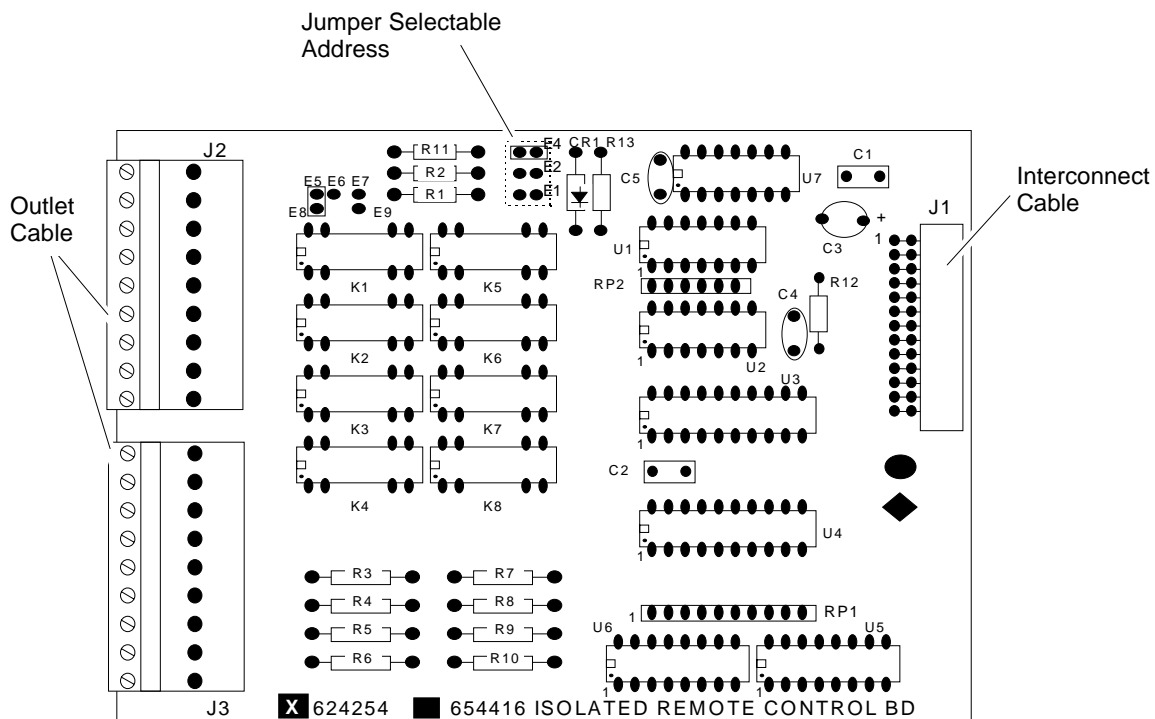 Jumper Selectable
Address
J2
R11
E4 CR1 R13
C1
R2
E2
C5
U7
E5 E6 E7
R1
E1
Interconnect
Cable
Outlet
Cable
E8
E9
+
J1
U1
C3
1
K1
K5
1
RP2
R12
C4
K2
K6
1
U2
U3
K3
K7
1
C2
K4
K8
U4
1
R3
R7
R4
R8
1
RP1
R5
R9
U6
U5
R6
R10
1
1
J3
X 624254 654416 ISOLATED REMOTE CONTROL BD